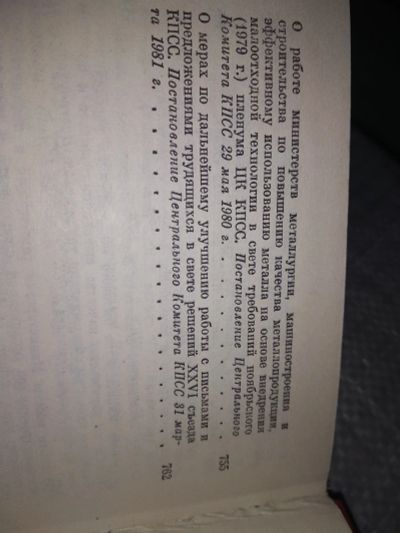 О работе министерств металлургии, машиностроения и
строительства по повышению качества металлопродукции,
эффективному использованию металла на основе внедрения
малоотходной технологии в свете требований ноябрьского
(1979 г.) пленума ЦК КПСС. Постановление Центрального
Комитета КПСС 29 мая 1980 г. . . . . . . . . . 755
О мерах по дальнейшему улучшению работы с письмами и
предложениями трудящихся в свете решений XXVI съезда
КПСС. Постановление Центрального Комитета КПСС 31 мар-
та 1981 г. . . . . . . . . . . . . . . . 762